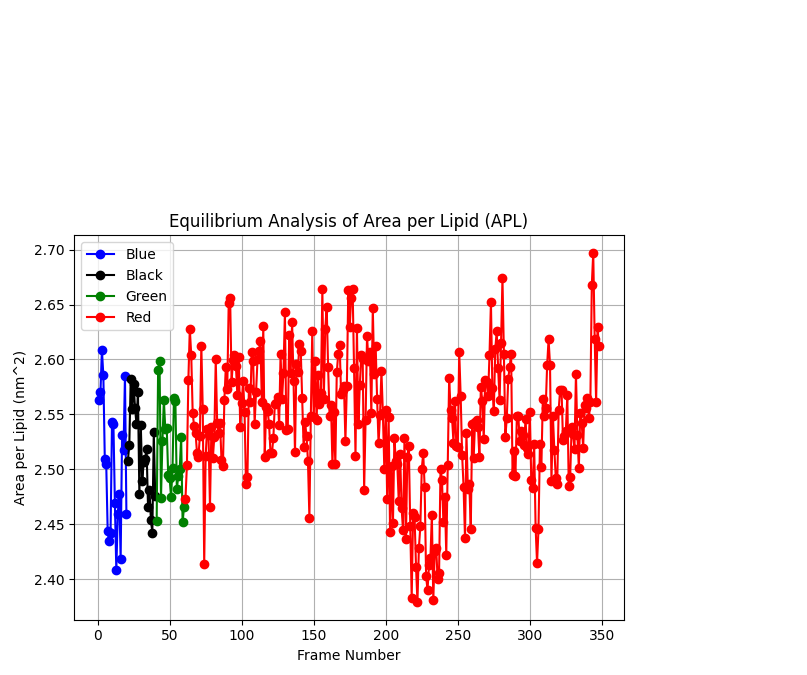 Equilibrium Analysis of Area per Lipid (APL)
Blue
Black
Green
Red
2.70
2.65
2.60
2.55
2.50
2.45
2.40
Area per Lipid (nm^2)
0 50 100 150 200 250 300 350
Frame Number